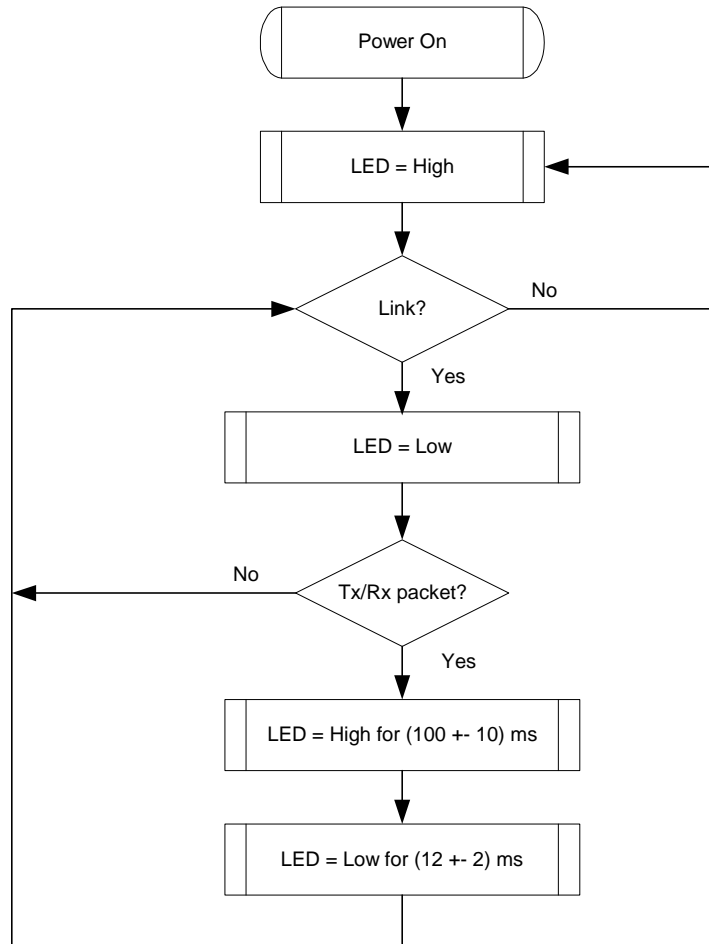 Power On
LED = High
Link?
No
Yes
LED = Low
No
Tx/Rx packet?
Yes
LED = High for (100 +- 10) ms
LED = Low for (12 +- 2) ms